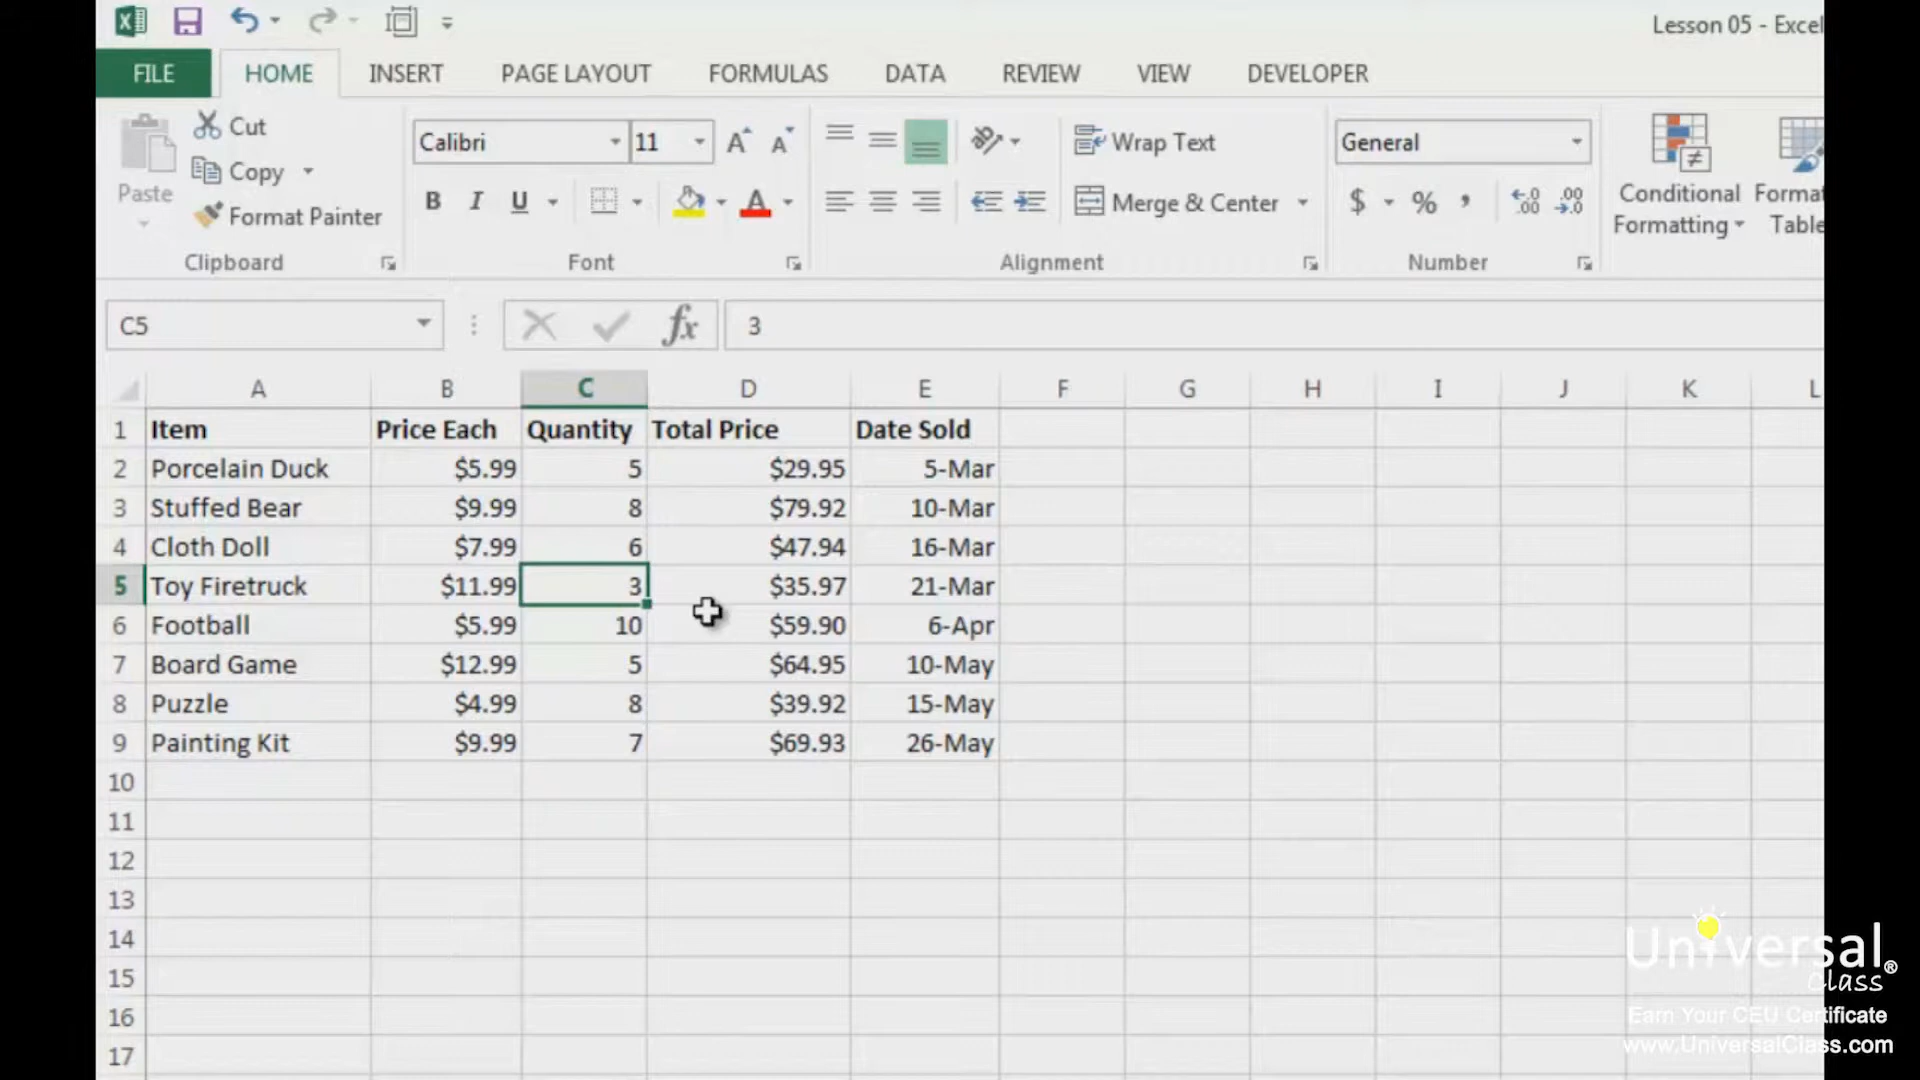 Lesson 05 - Excel
FILE HOME INSERT PAGE LAYOUT FORMULAS DATA REVIEW VIEW DEVELOPER
Paste
Cut
Copy
Format Painter
Clipboard
Calibri 11
B I U A
Font
Wrap Text
Merge & Center
Alignment
General
$ % ,
Number
Conditional
Formatting
Table
C5 fx 3
A B C D E F G H I J K L
1 Item Price Each Quantity Total Price Date Sold
2 Porcelain Duck $5.99 5 $29.95 5-Mar
3 Stuffed Bear $9.99 8 $79.92 10-Mar
4 Cloth Doll $7.99 6 $47.94 16-Mar
5 Toy Firetruck $11.99 3 $35.97 21-Mar
6 Football $5.99 10 $59.90 6-Apr
7 Board Game $12.99 5 $64.95 10-May
8 Puzzle $4.99 8 $39.92 15-May
9 Painting Kit $9.99 7 $69.93 26-May
10
11
12
13
14
15
16
17
Universal
Class®
Earn Your CEU Certificate
www.UniversalClass.com